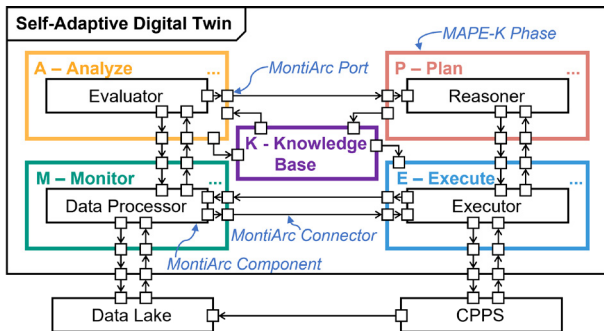 Self-Adaptive Digital Twin
MAPE-K Phase
A – Analyze ...
MontiArc Port
P – Plan ...
Evaluator
Reasoner
K - Knowledge
Base
M – Monitor ...
E – Execute ...
Data Processor
Executor
MontiArc Connector
MontiArc Component
Data Lake
CPPS